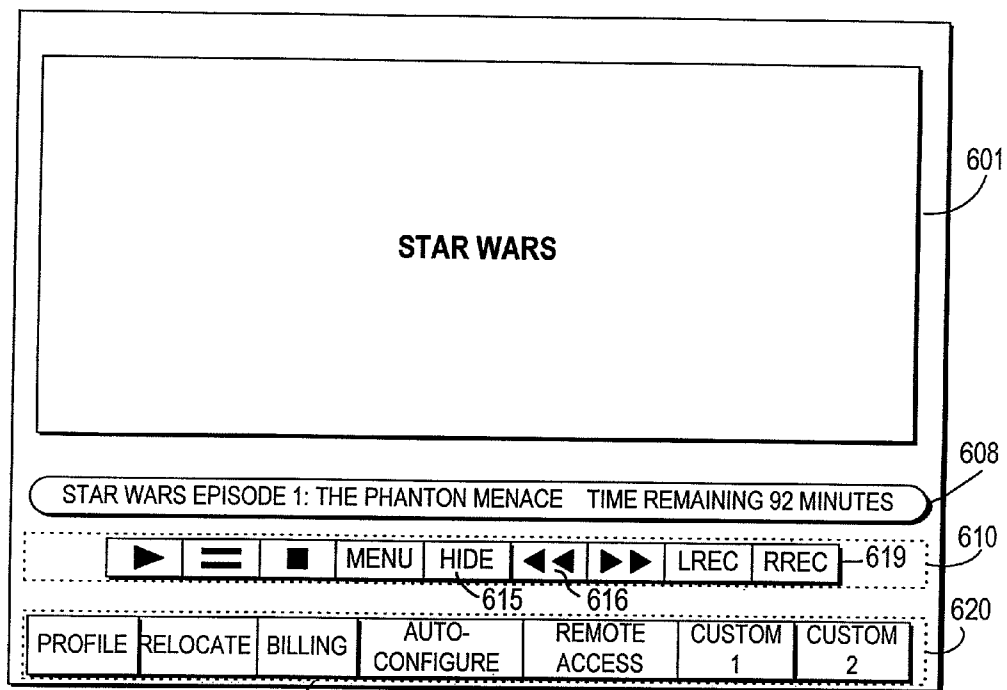 601
STAR WARS
608
STAR WARS EPISODE 1: THE PHANTON MENACE TIME REMAINING 92 MINUTES
610
MENU HIDE LREC RREC 619
615 616
620
PROFILE RELOCATE BILLING AUTO-CONFIGURE REMOTE ACCESS CUSTOM 1 CUSTOM 2